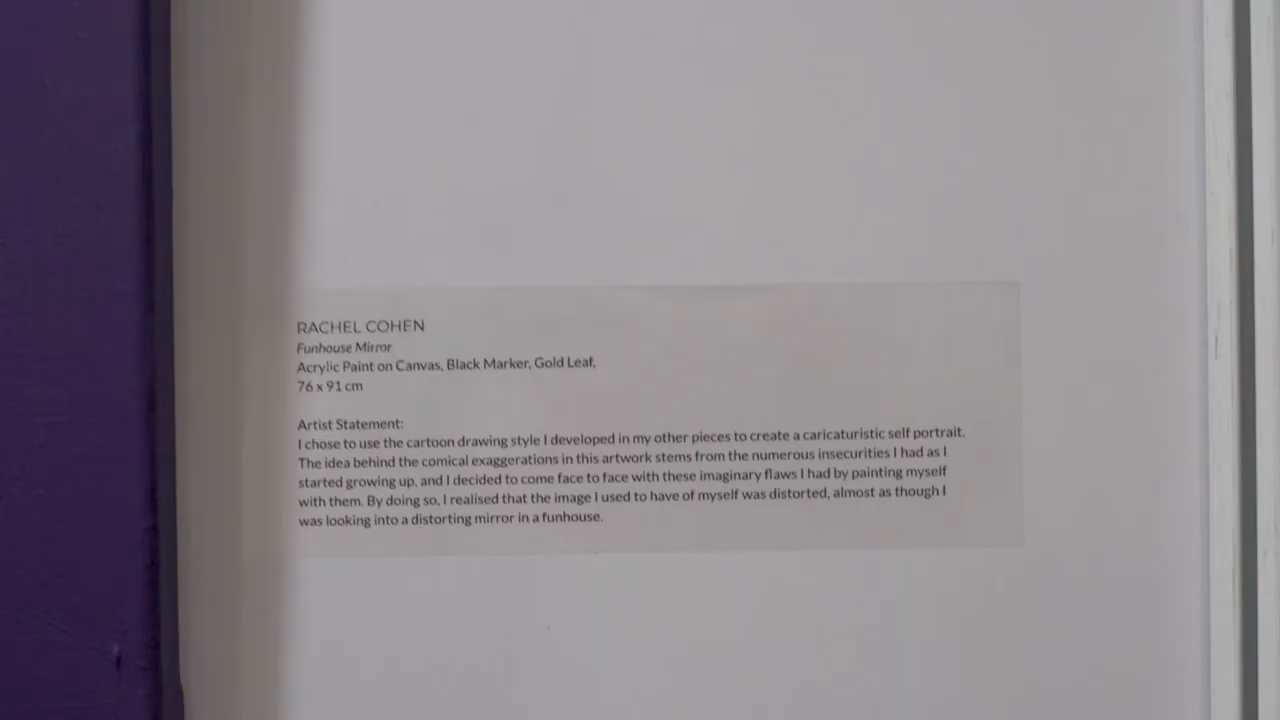 RACHEL COHEN
Funhouse Mirror
Acrylic Paint on Canvas, Black Marker, Gold Leaf,
76 x 91 cm
Artist Statement:
I chose to use the cartoon drawing style I developed in my other pieces to create a caricaturistic self portrait.
The idea behind the comical exaggerations in this artwork stems from the numerous insecurities I had as I
started growing up, and I decided to come face to face with these imaginary flaws I had by painting myself
with them. By doing so, I realised that the image I used to have of myself was distorted, almost as though I
was looking into a distorting mirror in a funhouse.